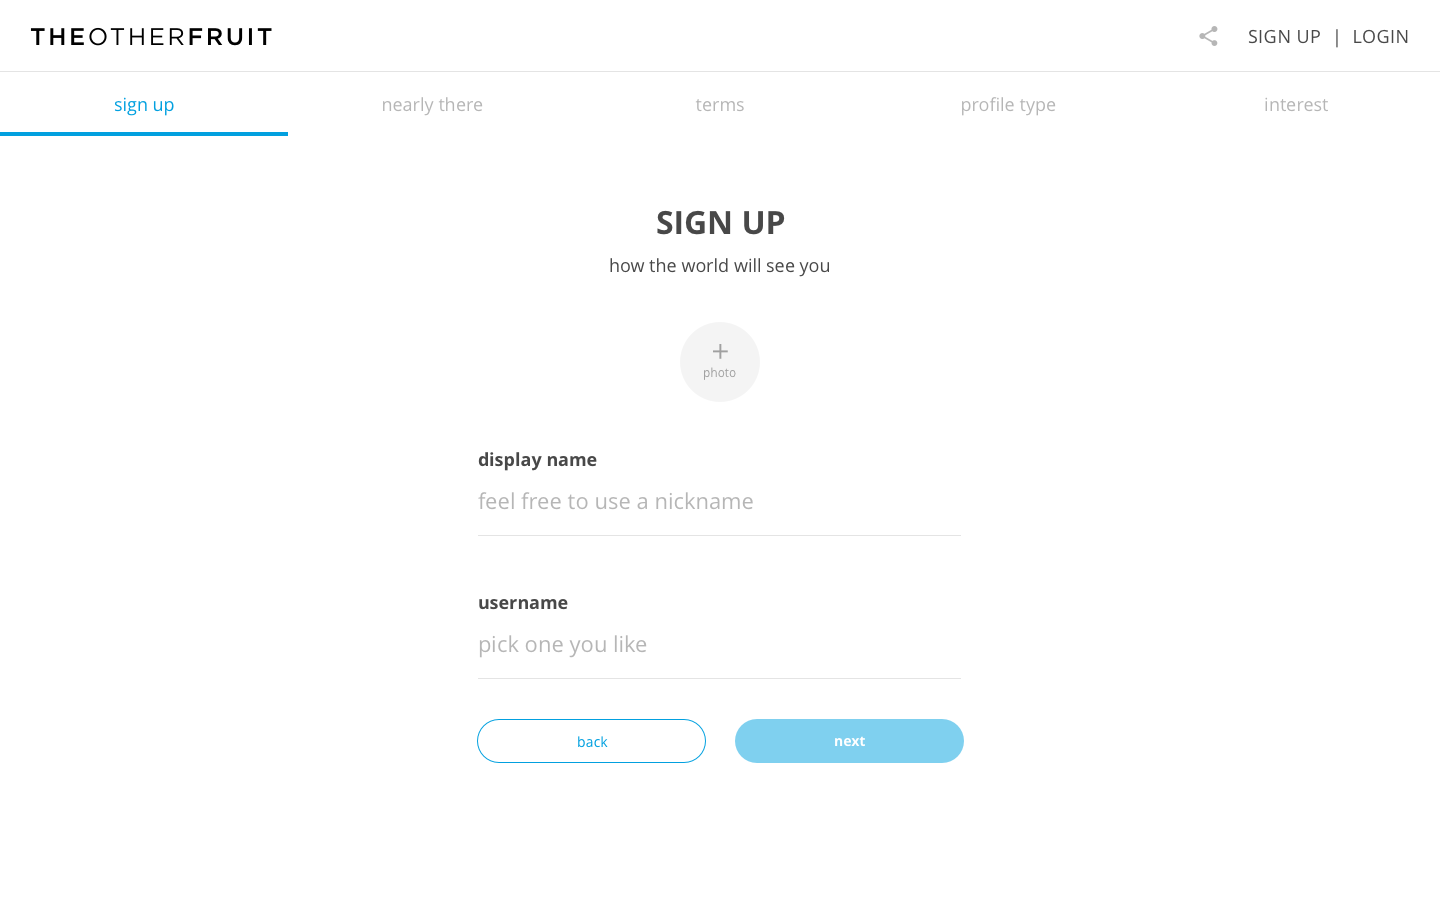 THEOTHERFRUIT
SIGN UP | LOGIN
sign up
nearly there
terms
profile type
interest
SIGN UP
how the world will see you
+
photo
display name
feel free to use a nickname
username
pick one you like
back
next